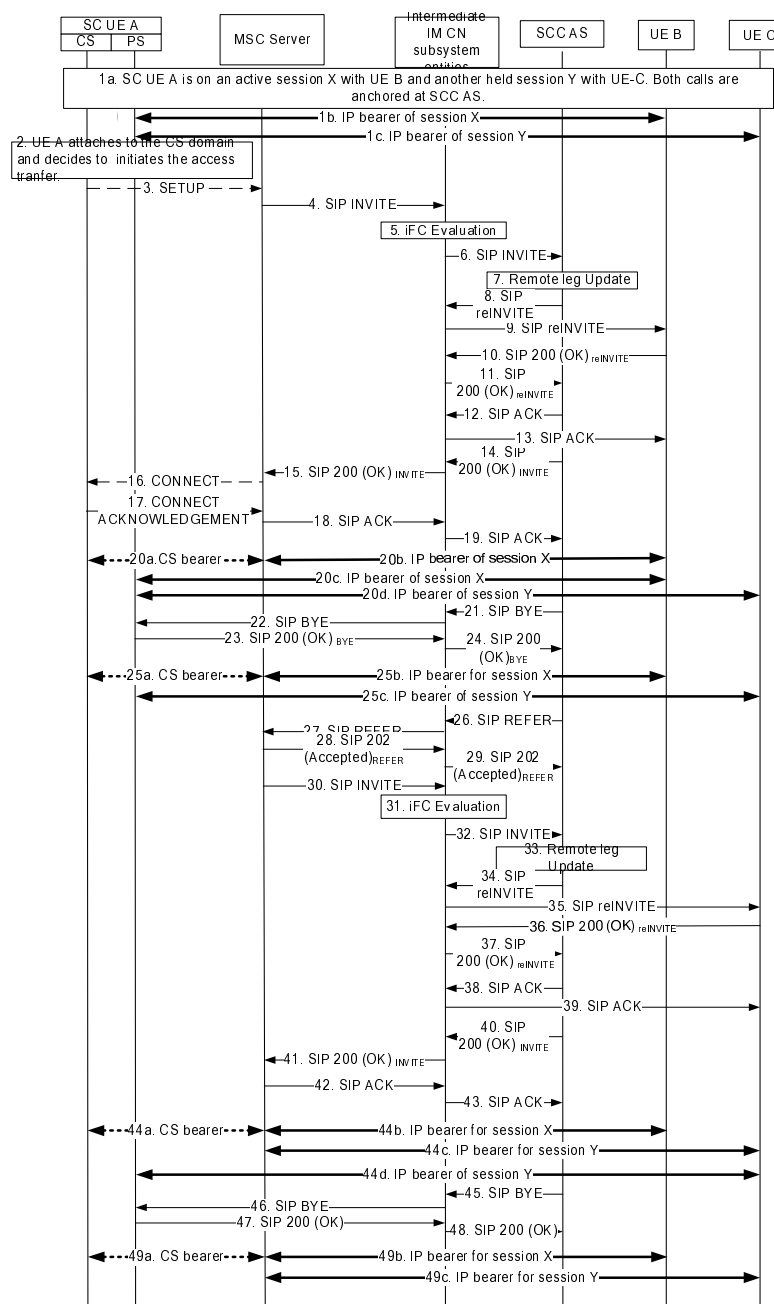 SC UE A
CS
PS
MSC Server
Intermediate
IM CN
subsystem
entities
SCC AS
UE B
UE C
1a. SC UE A is on an active session X with UE B and another held session Y with UE-C. Both calls are
anchored at SCC AS.
1b. IP bearer of session X
1c. IP bearer of session Y
2. UE A attaches to the CS domain
and decides to initiates the access
tranfer.
3. SETUP
4. SIP INVITE
5. iFC Evaluation
6. SIP INVITE
7. Remote leg Update
8. SIP
reINVITE
9. SIP reINVITE
10. SIP 200 (OK) reINVITE
11. SIP
200 (OK) reINVITE
12. SIP ACK
13. SIP ACK
14. SIP
200 (OK) INVITE
15. SIP 200 (OK) INVITE
16. CONNECT
17. CONNECT
ACKNOWLEDGEMENT
18. SIP ACK
19. SIP ACK
20a.CS bearer
20b. IP bearer of session X
20c. IP bearer of session X
20d. IP bearer of session Y
21. SIP BYE
22. SIP BYE
23. SIP 200 (OK) BYE
24. SIP 200
(OK)BYE
25a. CS bearer
25b. IP bearer for session X
25c. IP bearer of session Y
26. SIP REFER
27. SIP REFER
28. SIP 202
(Accepted)REFER
29. SIP 202
(Accepted)REFER
30. SIP INVITE
31. iFC Evaluation
32. SIP INVITE
33. Remote leg
Update
34. SIP
reINVITE
35. SIP reINVITE
36. SIP 200 (OK) reINVITE
37. SIP
200 (OK) reINVITE
38. SIP ACK
39. SIP ACK
40. SIP
200 (OK) INVITE
41. SIP 200 (OK) INVITE
42. SIP ACK
43. SIP ACK
44a. CS bearer
44b. IP bearer for session X
44c. IP bearer for session Y
44d. IP bearer of session Y
45. SIP BYE
46. SIP BYE
47. SIP 200 (OK)
48. SIP 200 (OK)
49a. CS bearer
49b. IP bearer for session X
49c. IP bearer for session Y